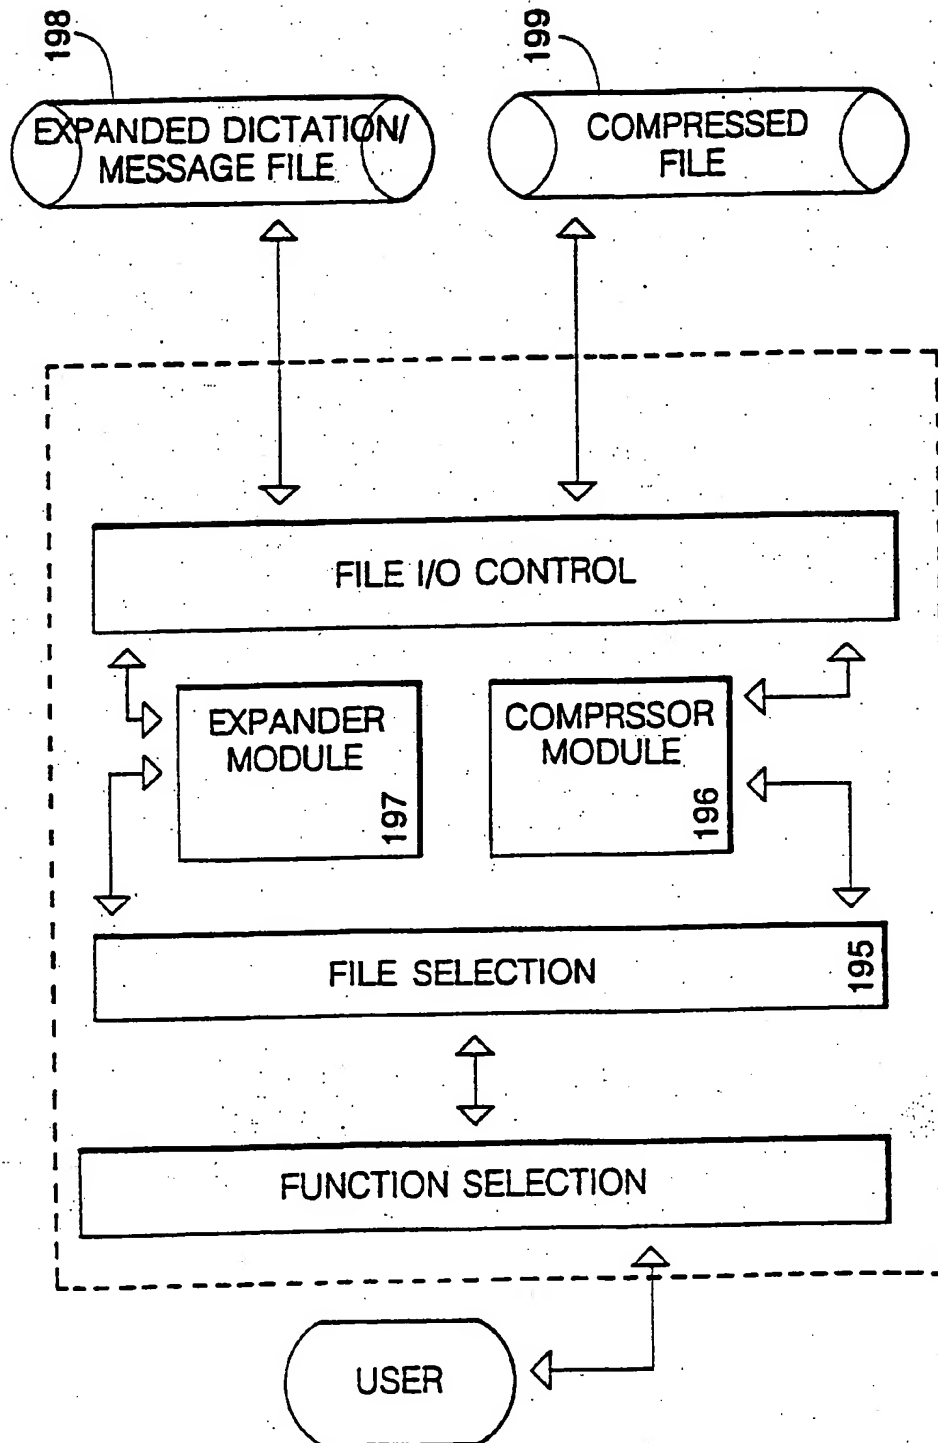 198
199
EXPANDED DICTATION/
MESSAGE FILE
COMPRESSED
FILE
FILE I/O CONTROL
EXPANDER
MODULE
197
COMPRSSOR
MODULE
196
FILE SELECTION
195
FUNCTION SELECTION
USER